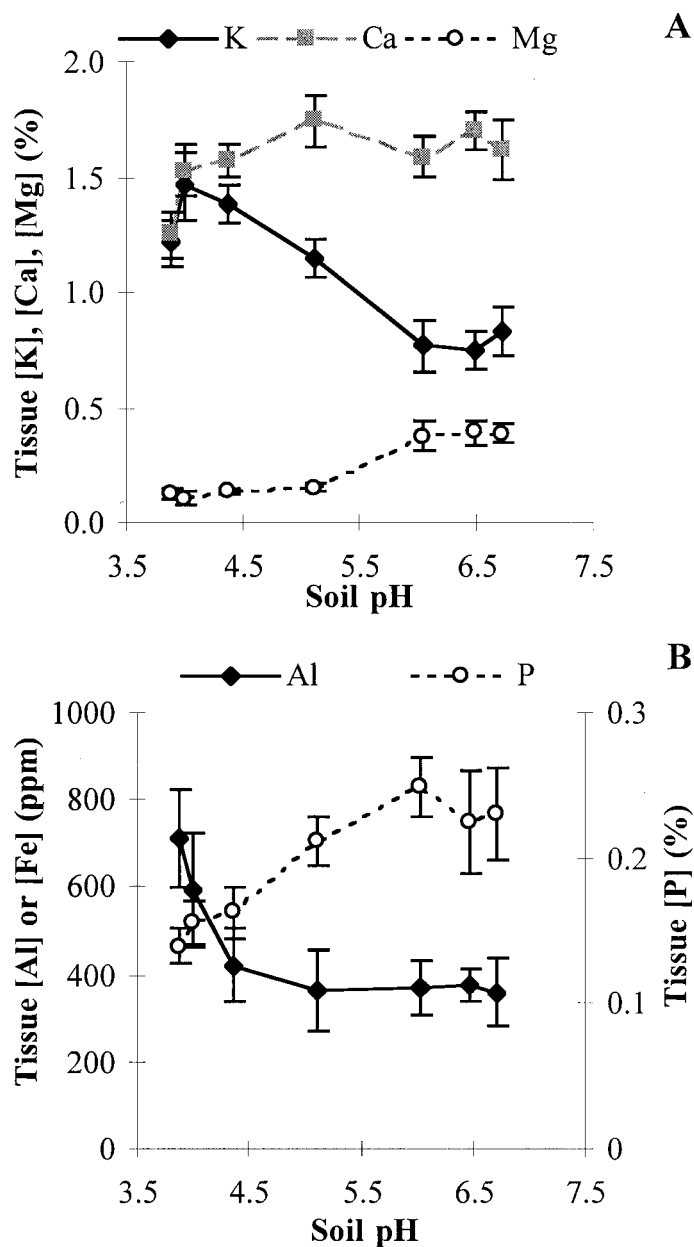 A
K Ca Mg
2.0
1.5
1.0
0.5
0.0
Tissue [K], [Ca], [Mg] (%)
3.5 4.5 5.5 6.5 7.5
Soil pH
B
Al P
1000
800
600
400
200
0
Tissue [Al] or [Fe] (ppm)
0.3
0.2
0.1
0
Tissue [P] (%)
3.5 4.5 5.5 6.5 7.5
Soil pH